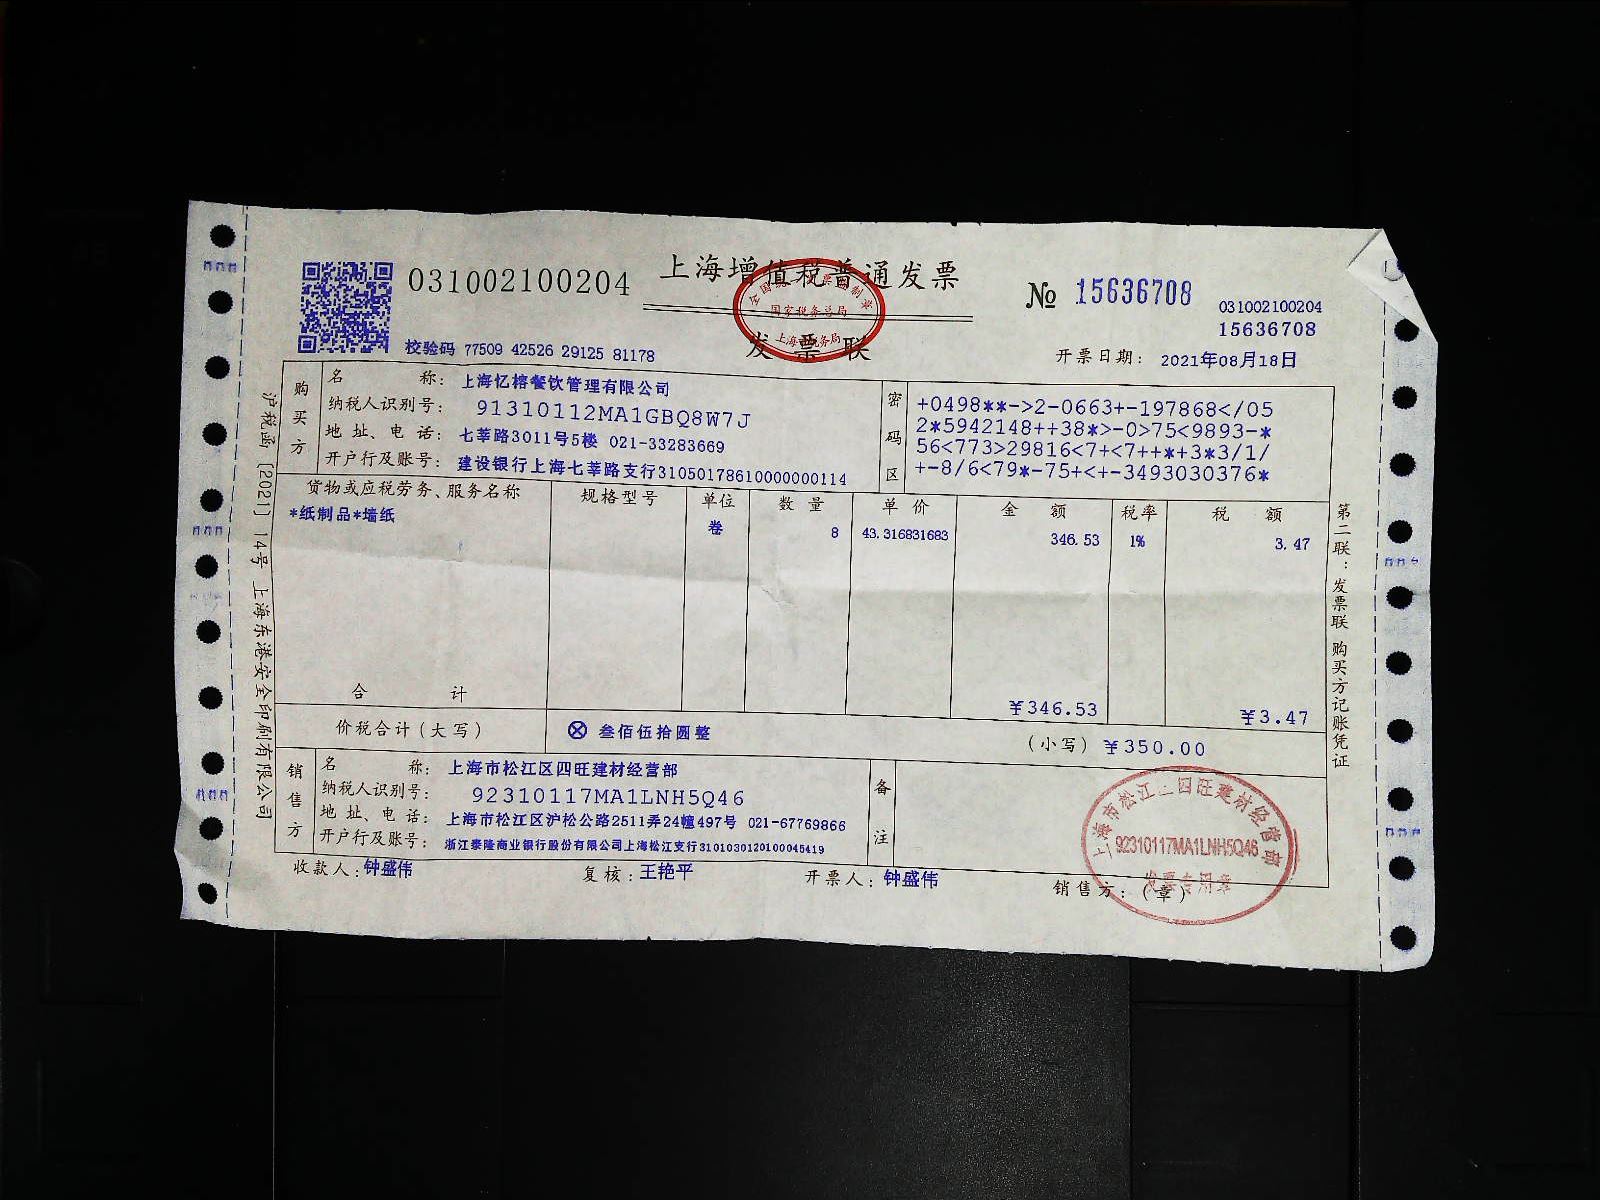 031002100204
上海增值税普通发票
发票联
全国统一发票监制章
国家税务总局
上海市税务局
№ 15636708
031002100204
15636708
校验码 77509 42526 29125 81178
开票日期: 2021年08月18日
购买方
名称: 上海忆榕餐饮管理有限公司
纳税人识别号: 91310112MA1GBQ8W7J
地址、电话: 七莘路3011号5楼 021-33283669
开户行及账号: 建设银行上海七莘路支行31050178610000000114
密码区
+0498**->2-0663+-197868</05
2*5942148++38*>-0>75<9893-*
56<773>29816<7+<7++*+3*3/1/
+-8/6<79*-75+<+-3493030376*
货物或应税劳务、服务名称 规格型号 单位 数量 单价 金额 税率 税额
*纸制品*墙纸 卷 8 43.316831683 346.53 1% 3.47
合计 ¥346.53 ¥3.47
价税合计(大写) ⊗ 叁佰伍拾圆整 (小写) ¥350.00
销售方
名称: 上海市松江区四旺建材经营部
纳税人识别号: 92310117MA1LNH5Q46
地址、电话: 上海市松江区沪松公路2511弄24幢497号 021-67769866
开户行及账号: 浙江泰隆商业银行股份有限公司上海松江支行3101030120100045419
备注
收款人: 钟盛伟 复核: 王艳平 开票人: 钟盛伟 销售方: (章)
上海市松江区四旺建材经营部
92310117MA1LNH5Q46
发票专用章
沪税函〔2021〕14号 上海东港安全印刷有限公司
第二联: 发票联 购买方记账凭证